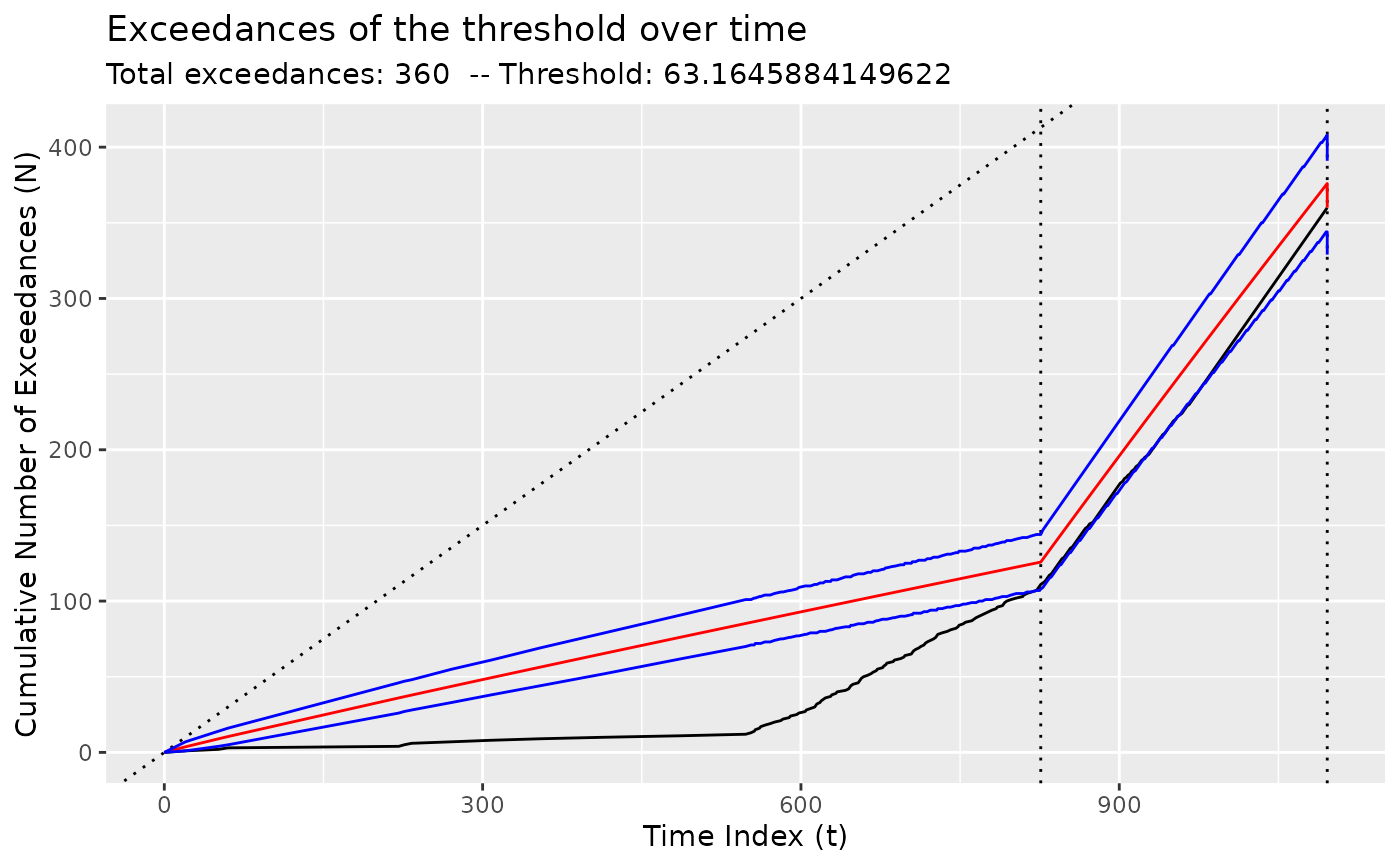 Exceedances of the threshold over time
Total exceedances: 360  -- Threshold: 63.1645884149622
Cumulative Number of Exceedances (N)
400
300
200
100
0
0
300
600
900
Time Index (t)